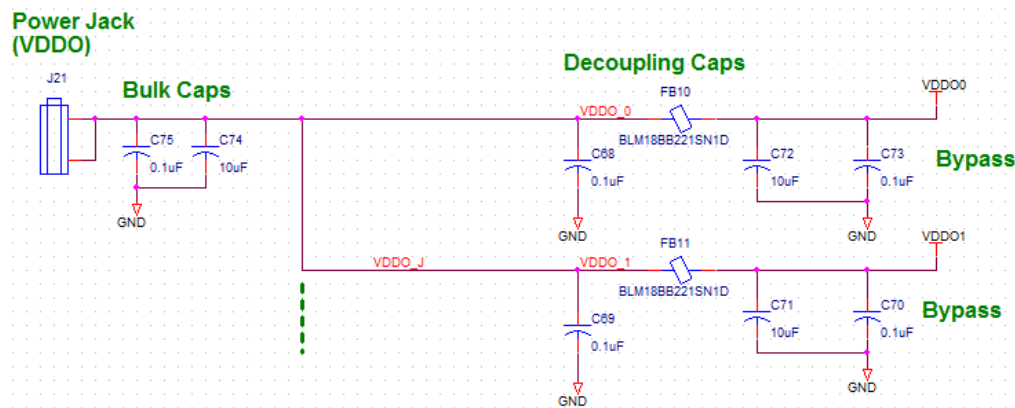 Power Jack
(VDDO)
J21
Bulk Caps
C75
0.1uF
C74
10uF
GND
Decoupling Caps
FB10
VDDO_0
BLM18BB221SN1D
C68
0.1uF
GND
C72
10uF
C73
0.1uF
GND
VDDO0
Bypass
VDDO_J
VDDO_1
FB11
BLM18BB221SN1D
C69
0.1uF
GND
C71
10uF
C70
0.1uF
GND
VDDO1
Bypass